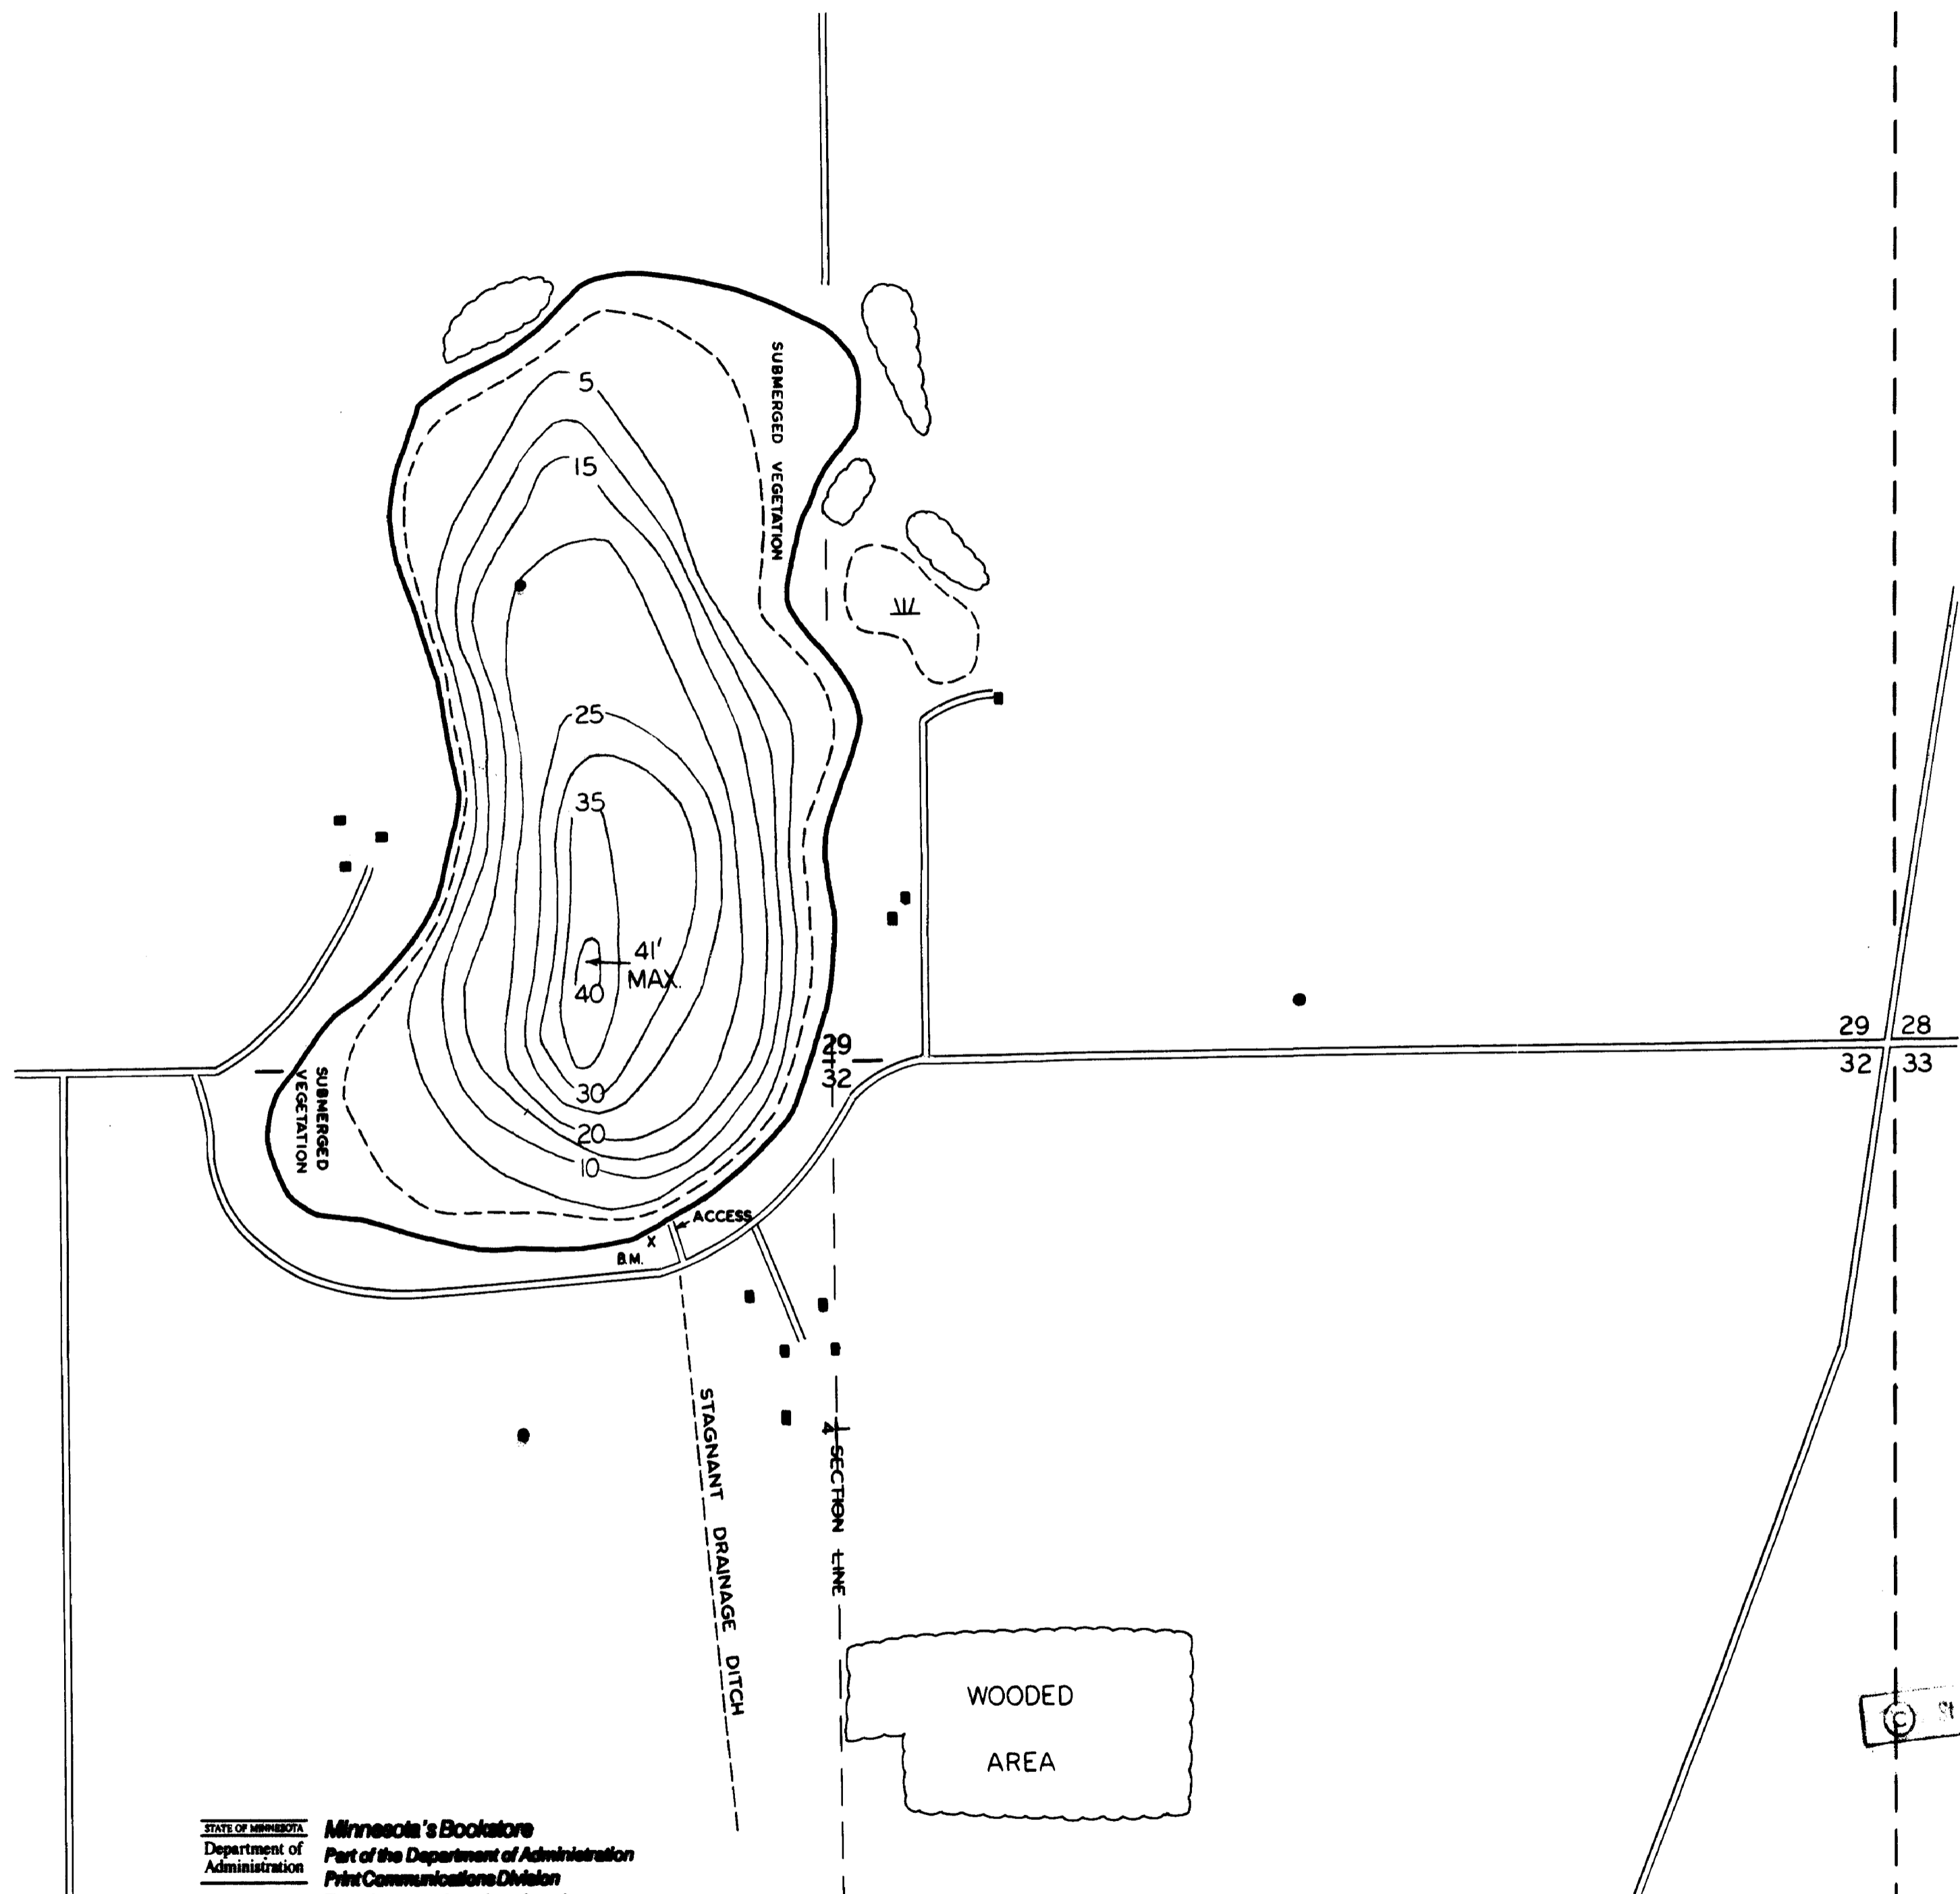 SUBMERGED VEGETATION
5
15
25
35
41'
MAX.
40
29
32
29 28
32 33
SUBMERGED
VEGETATION
30
20
10
ACCESS
X
B.M.
STAGNANT DRAINAGE DITCH
SECTION LINE
WOODED
AREA
C
STATE OF MINNESOTA
Department of
Administration
Minnesota's Bookstore
Part of the Department of Administration
Print Communications Division